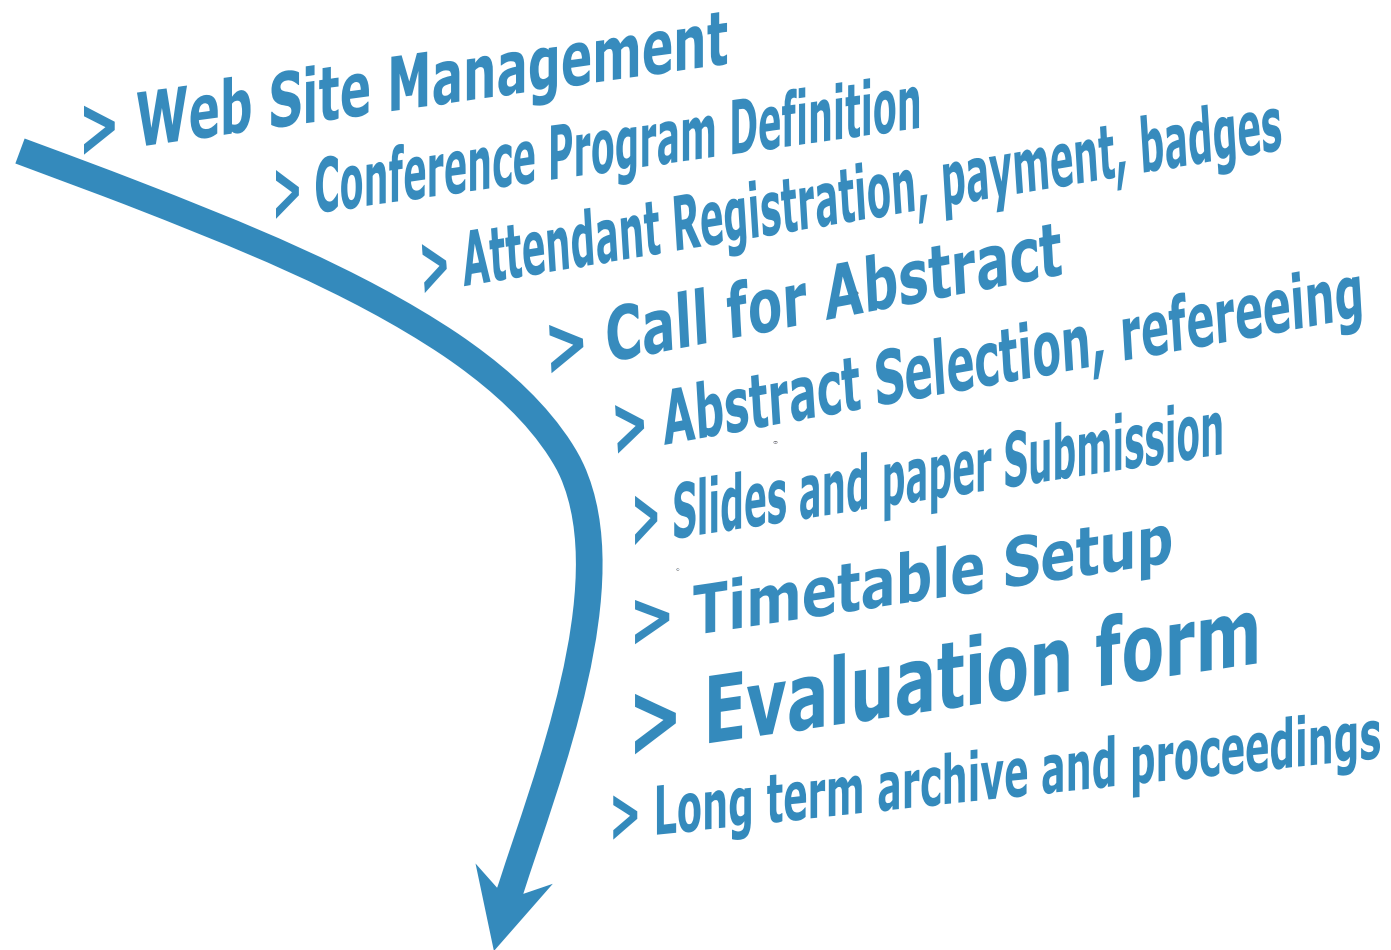 > Web Site Management
> Conference Program Definition
> Attendant Registration, payment, badges
> Call for Abstract
> Abstract Selection, refereeing
> Slides and paper Submission
> Timetable Setup
> Evaluation form
> Long term archive and proceedings